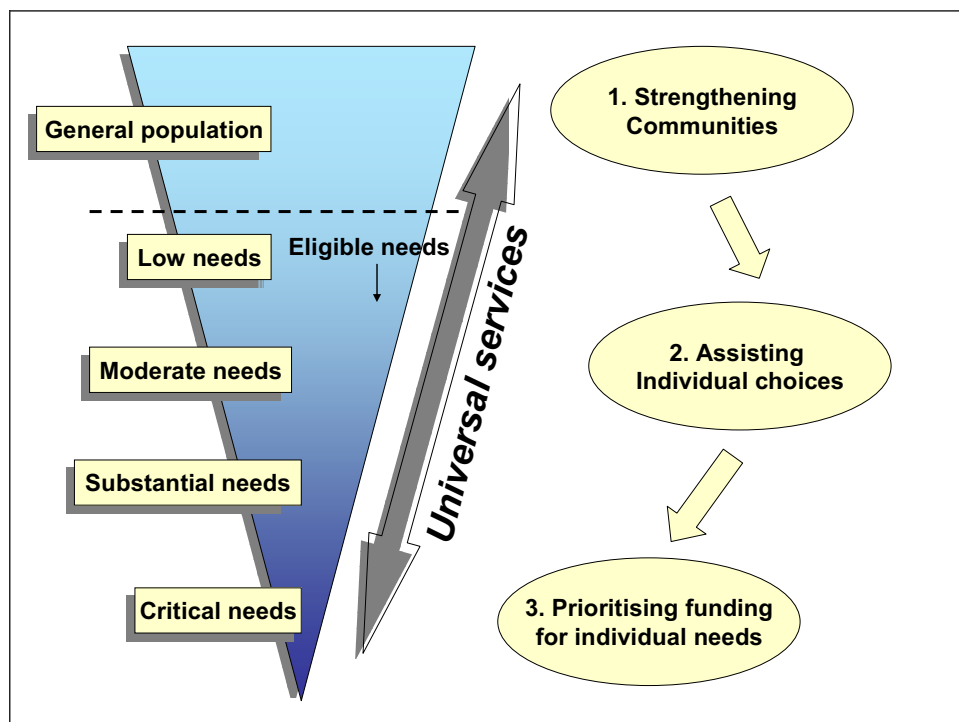 General population
Low needs
Eligible needs
Moderate needs
Substantial needs
Critical needs
Universal services
1. Strengthening
Communities
2. Assisting
Individual choices
3. Prioritising funding
for individual needs